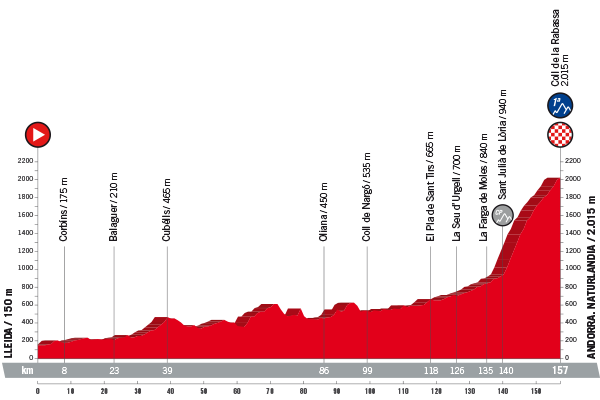 Coll de la Rabassa
2.015 m
1ª
Corbins / 175 m
Balaguer / 210 m
Cubélls / 465 m
Oliana / 450 m
Coll de Nargó / 535 m
El Pla de Sant Tirs / 665 m
La Seu d'Urgell / 700 m
La Farga de Moles / 840 m
Sant Julià de Lòria / 940 m
LLEIDA / 150 m
ANDORRA. NATURLANDIA / 2.015 m
2200 2200
2000 2000
1800 1800
1600 1600
1400 1400
1200 1200
1000 1000
800 800
600 600
400 400
200 200
0 0
km 8 23 39 86 99 118 126 135 140 157
0 10 20 30 40 50 60 70 80 90 100 110 120 130 140 150